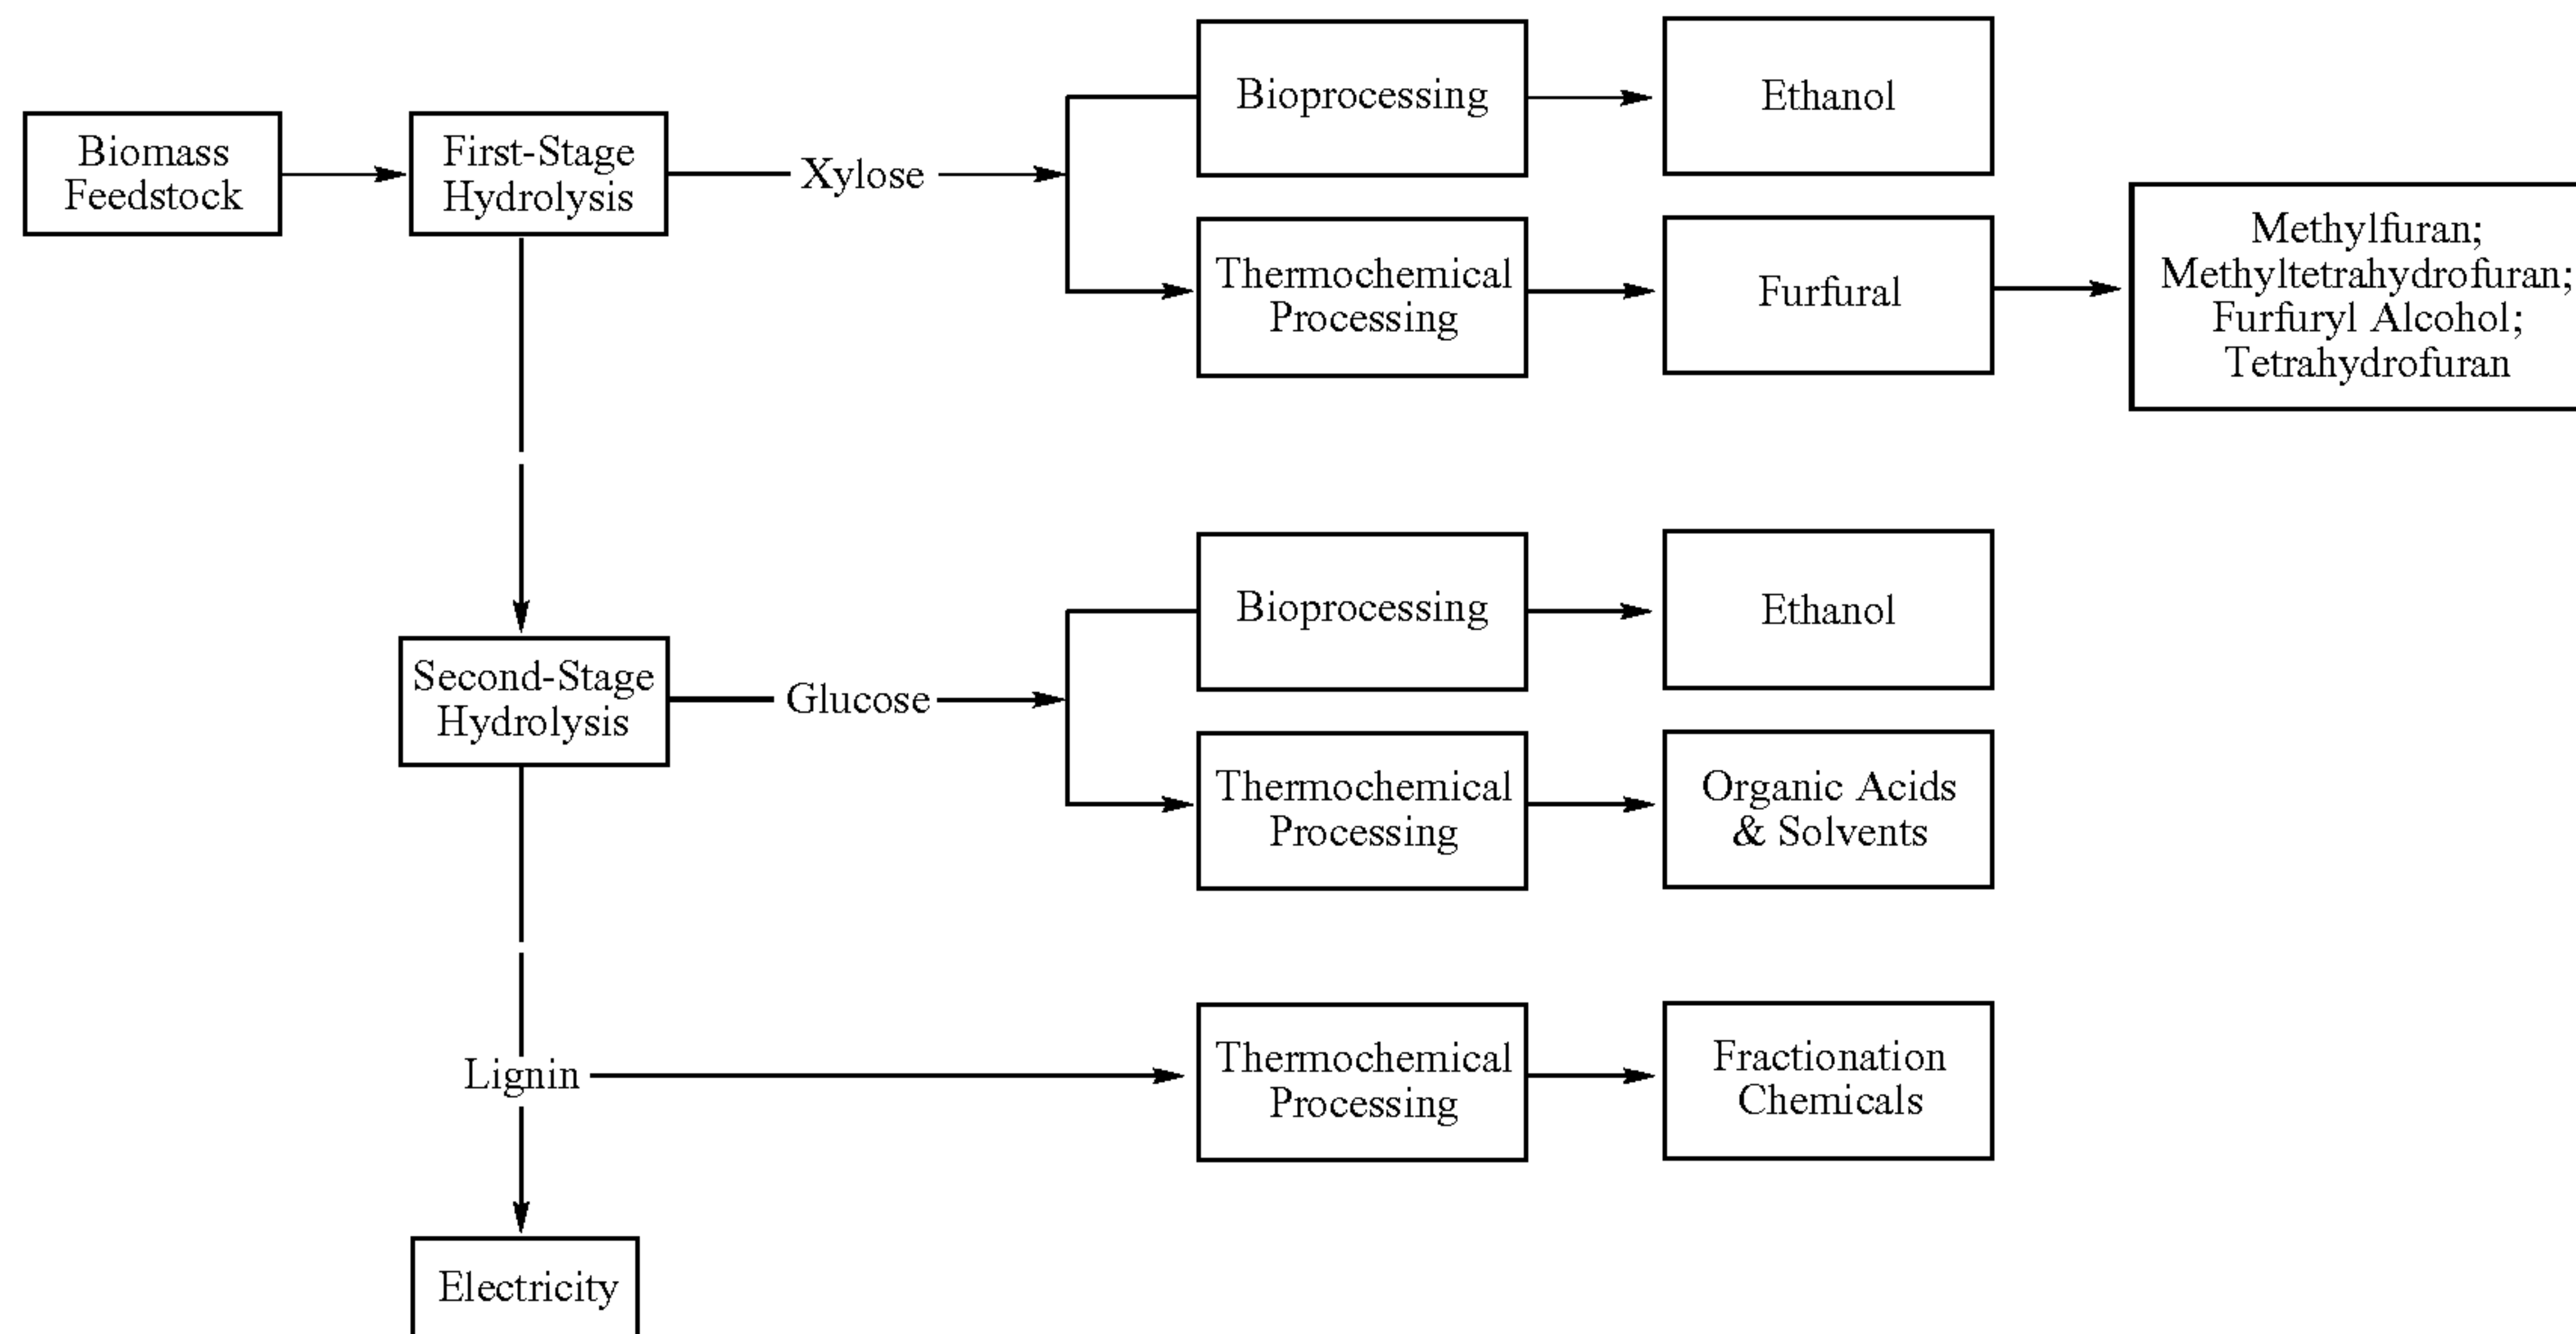 Biomass
Feedstock
First-Stage
Hydrolysis
Xylose
Bioprocessing
Ethanol
Thermochemical
Processing
Furfural
Methylfuran;
Methyltetrahydrofuran;
Furfuryl Alcohol;
Tetrahydrofuran
Second-Stage
Hydrolysis
Glucose
Bioprocessing
Ethanol
Thermochemical
Processing
Organic Acids
& Solvents
Lignin
Thermochemical
Processing
Fractionation
Chemicals
Electricity